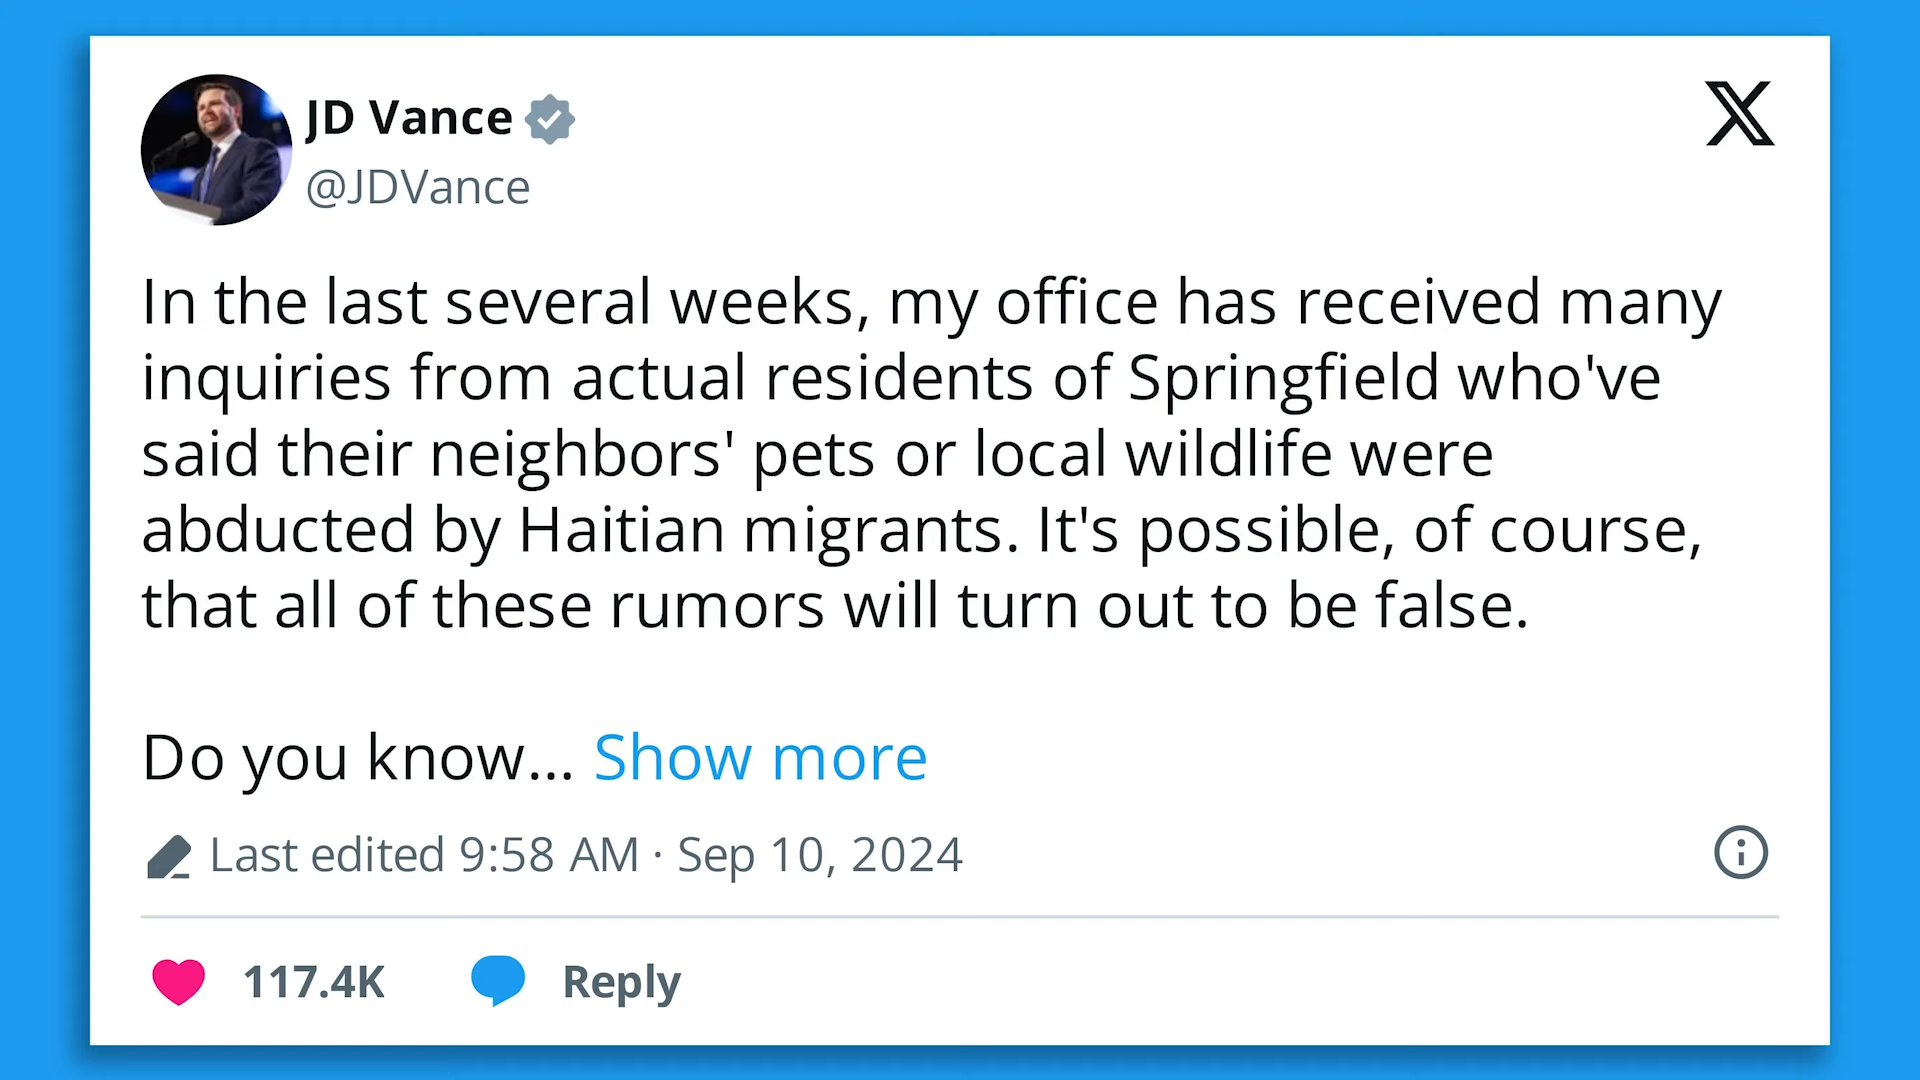 JD Vance
@JDVance
In the last several weeks, my office has received many
inquiries from actual residents of Springfield who've
said their neighbors' pets or local wildlife were
abducted by Haitian migrants. It's possible, of course,
that all of these rumors will turn out to be false.
Do you know... Show more
Last edited 9:58 AM · Sep 10, 2024
117.4K Reply